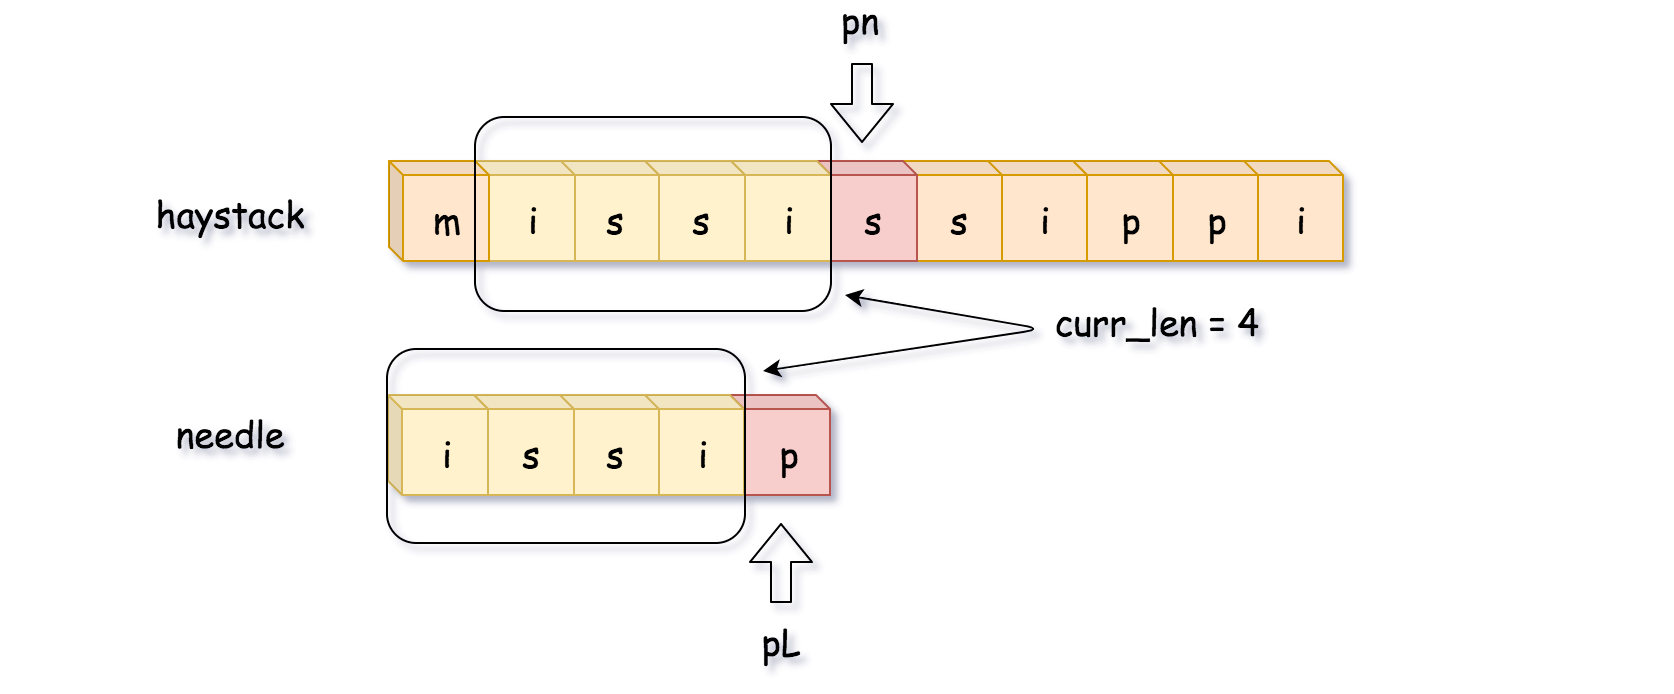 pn
haystack m i s s i s s i p p i
curr_len = 4
needle i s s i p
pL